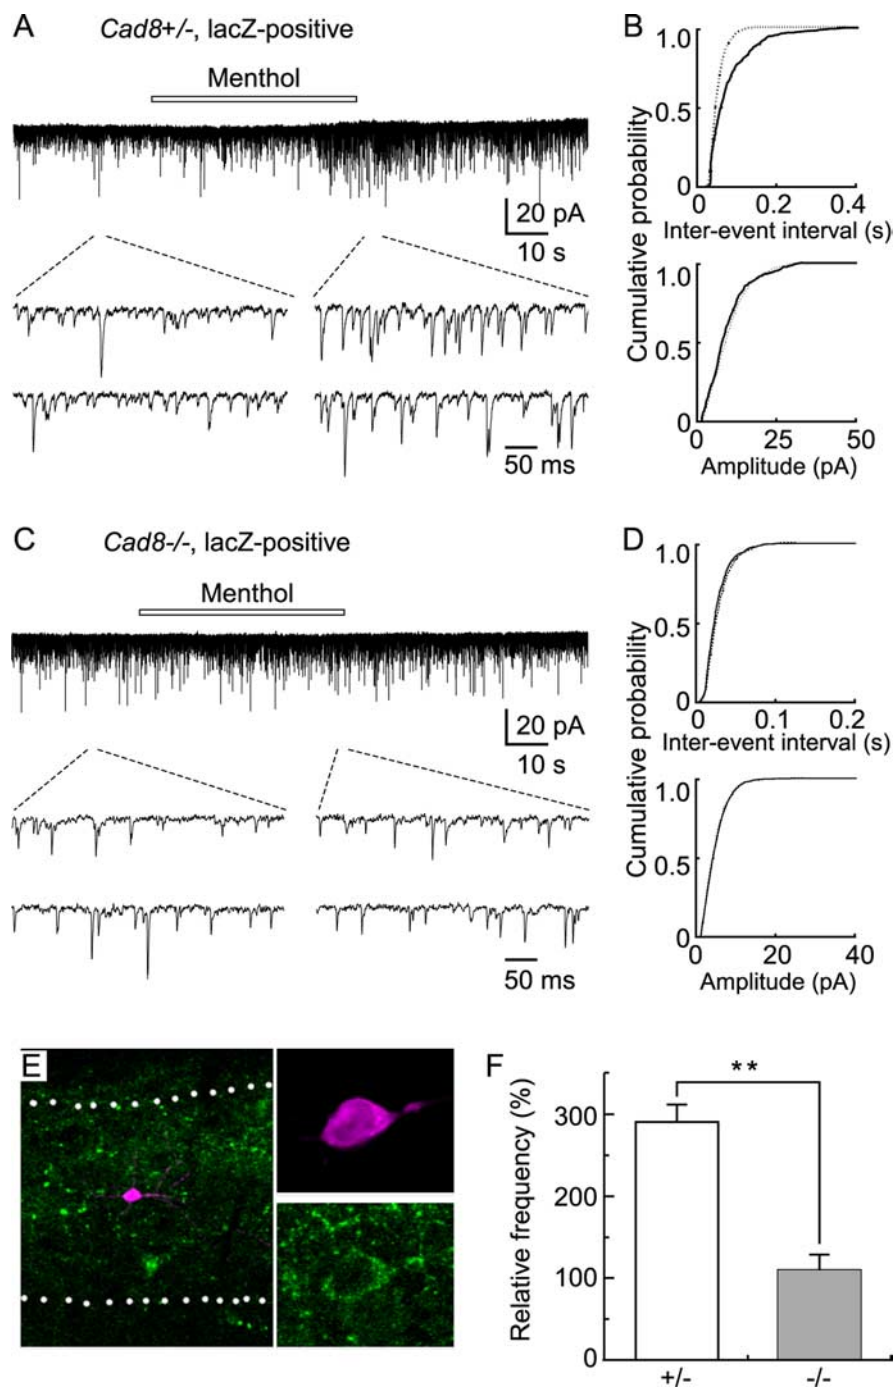 A
Cad8+/-, lacZ-positive
Menthol
20 pA
10 s
50 ms
B
Cumulative probability
1.0
0.5
0
0
0.2
0.4
Inter-event interval (s)
1.0
0.5
0
0
25
50
Amplitude (pA)
C
Cad8-/-, lacZ-positive
Menthol
20 pA
10 s
50 ms
D
Cumulative probability
1.0
0.5
0
0
0.1
0.2
Inter-event interval (s)
1.0
0.5
0
0
20
40
Amplitude (pA)
E
F
Relative frequency (%)
**
300
200
100
0
+/-
-/-